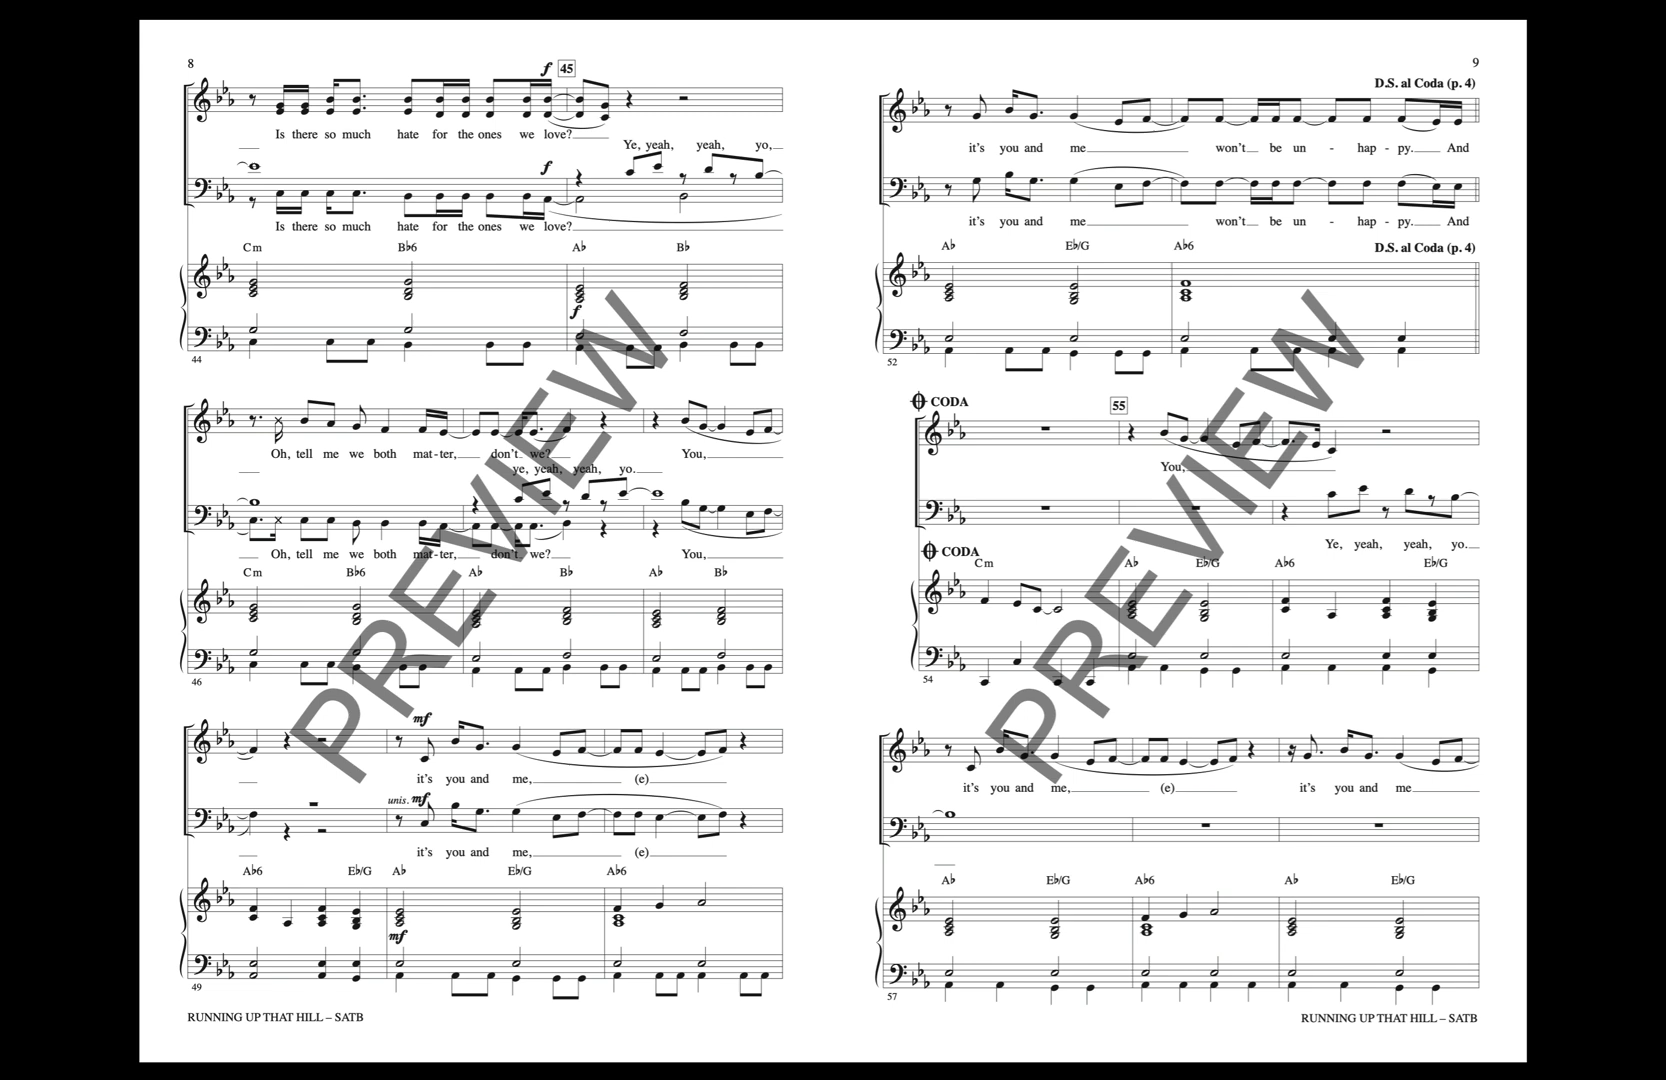 8
f 45
Is there so much hate for the ones we love?
Ye, yeah, yeah, yo,
f
Is there so much hate for the ones we love?
Cm B♭6 A♭ B♭
f
44
Oh, tell me we both mat-ter, don't we? You,
ye, yeah, yeah, yo.
Oh, tell me we both mat-ter, don't we? You,
Cm B♭6 A♭ B♭ A♭ B♭
46
mf
it's you and me, (e)
unis. mf
it's you and me, (e)
A♭6 E♭/G A♭ E♭/G A♭6
mf
49
RUNNING UP THAT HILL – SATB
PREVIEW
9
D.S. al Coda (p. 4)
it's you and me won't be un - hap - py. And
it's you and me won't be un - hap - py. And
A♭ E♭/G A♭6 D.S. al Coda (p. 4)
52
CODA 55
You,
Ye, yeah, yeah, yo.
CODA
Cm A♭ E♭/G A♭6 E♭/G
54
it's you and me, (e) it's you and me
A♭ E♭/G A♭6 A♭ E♭/G
57
RUNNING UP THAT HILL – SATB
PREVIEW